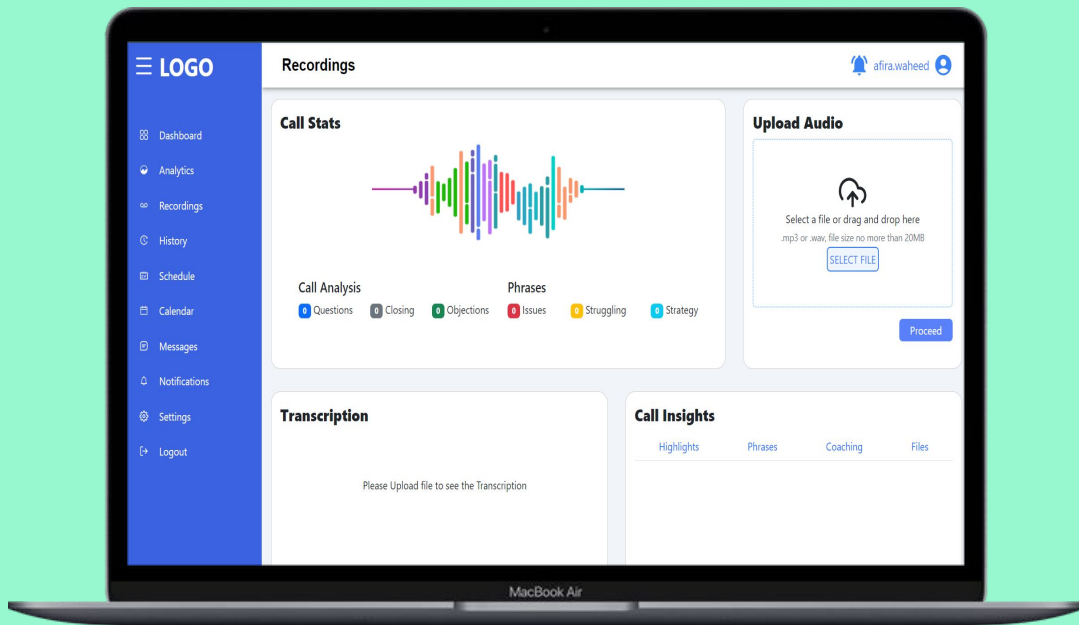 LOGO
Recordings
afira.waheed
Dashboard
Analytics
Recordings
History
Schedule
Calendar
Messages
Notifications
Settings
Logout
Call Stats
Call Analysis
Phrases
0 Questions
0 Closing
0 Objections
0 Issues
0 Struggling
0 Strategy
Upload Audio
Select a file or drag and drop here
.mp3 or .wav, file size no more than 20MB
SELECT FILE
Proceed
Transcription
Please Upload file to see the Transcription
Call Insights
Highlights
Phrases
Coaching
Files
MacBook Air